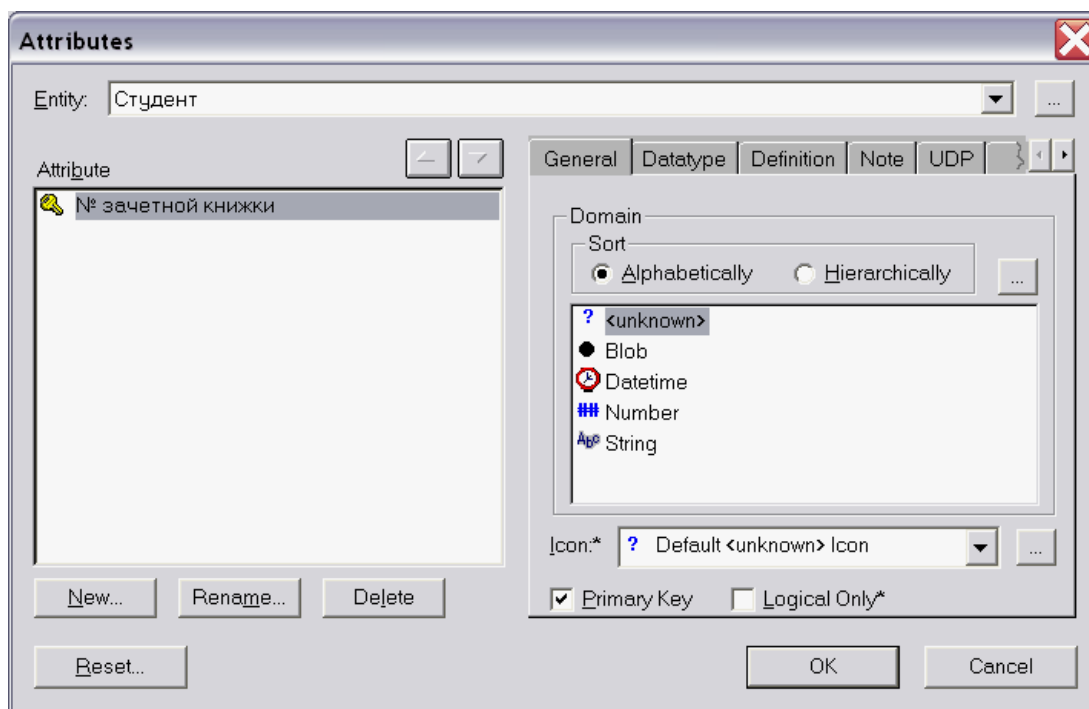 Attributes
Entity: Студент ...
Attribute
№ зачетной книжки
General Datatype Definition Note UDP
Domain
Sort
Alphabetically Hierarchically ...
? <unknown>
Blob
Datetime
Number
Abc String
Icon:* ? Default <unknown> Icon ...
New... Rename... Delete
Primary Key Logical Only*
Reset... OK Cancel